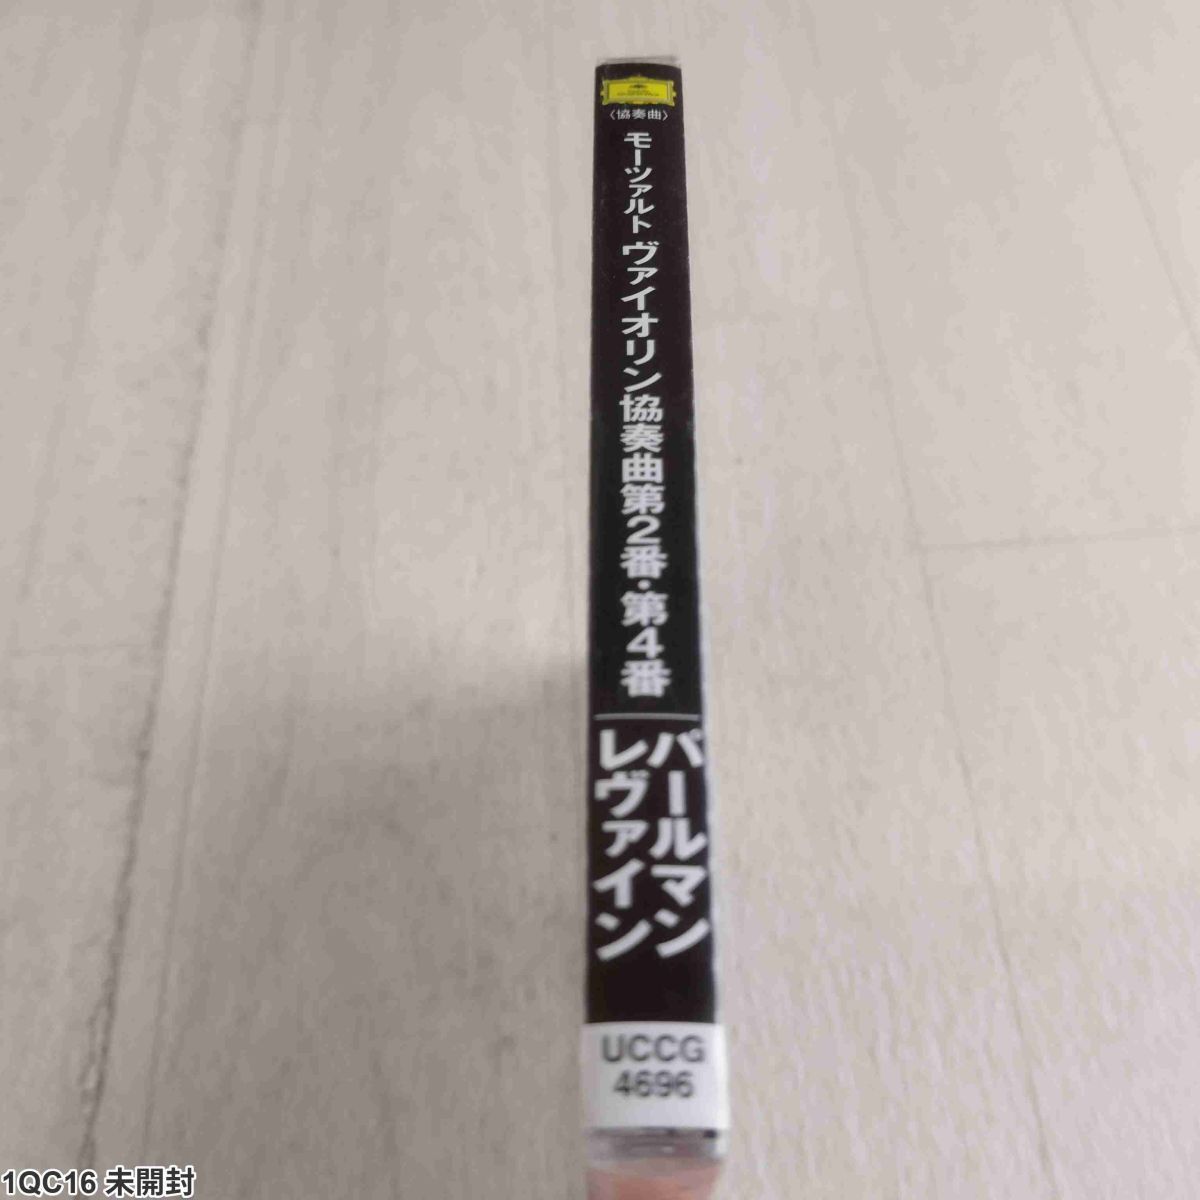 〈協奏曲〉
モーツァルト ヴァイオリン協奏曲第2番・第4番
パールマン
レヴァイン
UCCG
4696
1QC16 未開封